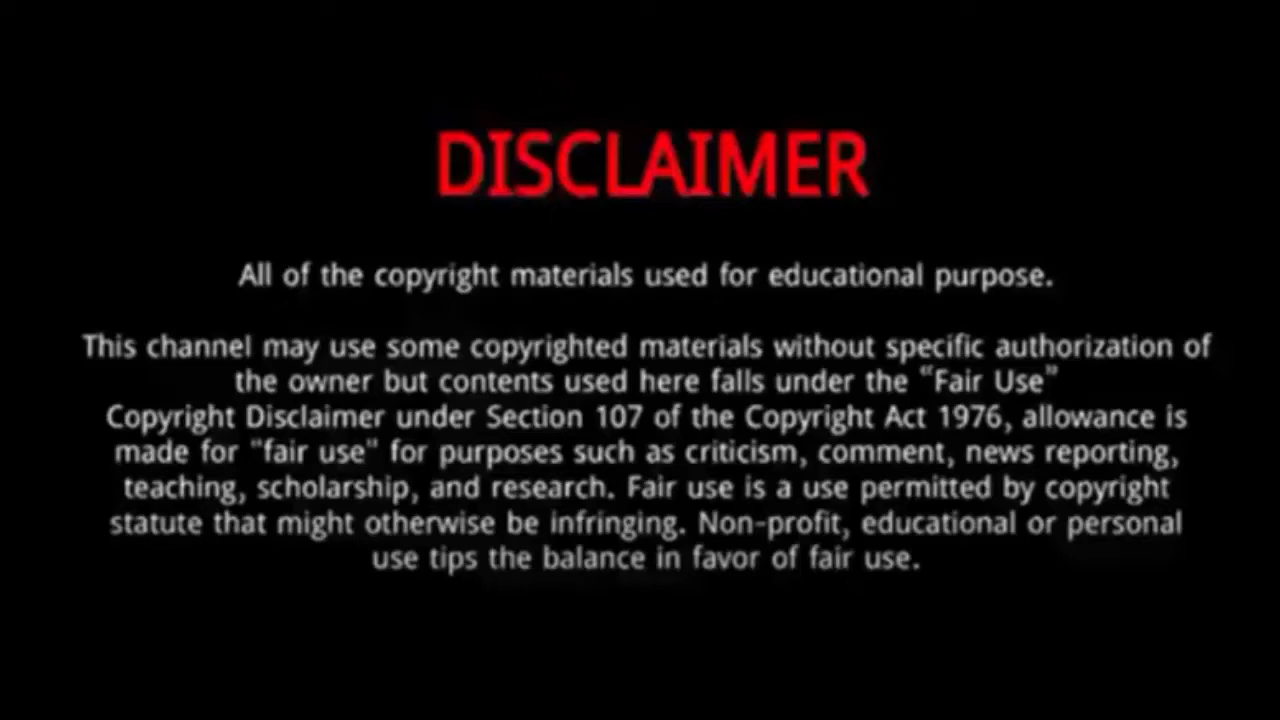 DISCLAIMER
All of the copyright materials used for educational purpose.
This channel may use some copyrighted materials without specific authorization of
the owner but contents used here falls under the “Fair Use”
Copyright Disclaimer under Section 107 of the Copyright Act 1976, allowance is
made for "fair use" for purposes such as criticism, comment, news reporting,
teaching, scholarship, and research. Fair use is a use permitted by copyright
statute that might otherwise be infringing. Non-profit, educational or personal
use tips the balance in favor of fair use.